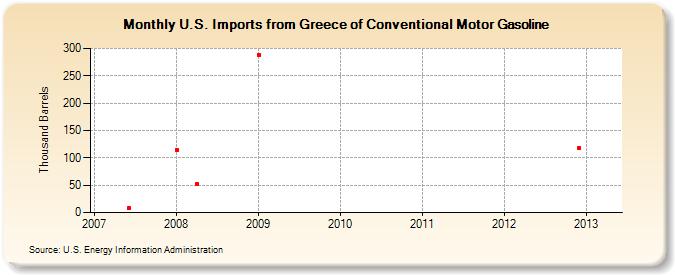 Monthly U.S. Imports from Greece of Conventional Motor Gasoline
Thousand Barrels
300
250
200
150
100
50
0
2007 2008 2009 2010 2011 2012 2013
Source: U.S. Energy Information Administration